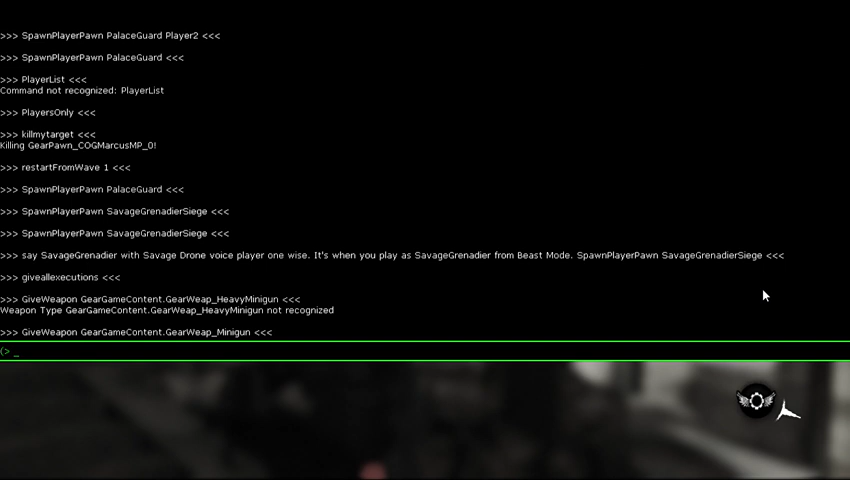 >>> SpawnPlayerPawn PalaceGuard Player2 <<<
>>> SpawnPlayerPawn PalaceGuard <<<
>>> PlayerList <<<
Command not recognized: PlayerList
>>> PlayersOnly <<<
>>> killmytarget <<<
Killing GearPawn_COGMarcusMP_0!
>>> restartFromWave 1 <<<
>>> SpawnPlayerPawn PalaceGuard <<<
>>> SpawnPlayerPawn SavageGrenadierSiege <<<
>>> SpawnPlayerPawn SavageGrenadierSiege <<<
>>> say SavageGrenadier with Savage Drone voice player one wise. It's when you play as SavageGrenadier from Beast Mode. SpawnPlayerPawn SavageGrenadierSiege <<<
>>> giveallexecutions <<<
>>> GiveWeapon GearGameContent.GearWeap_HeavyMinigun <<<
Weapon Type GearGameContent.GearWeap_HeavyMinigun not recognized
>>> GiveWeapon GearGameContent.GearWeap_Minigun <<<
(> _